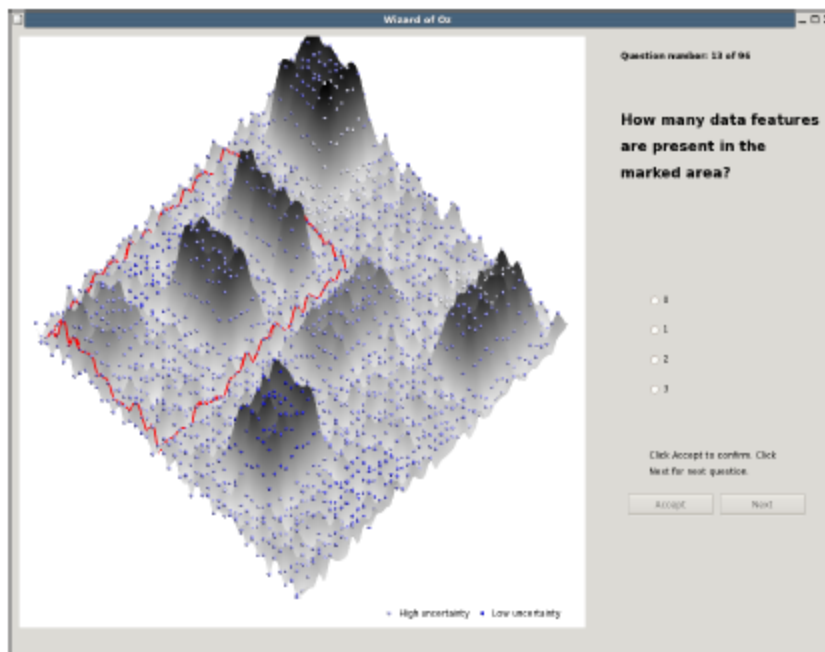 Wizard of Oz
Question number: 13 of 96
How many data features
are present in the
marked area?
0
1
2
3
Click Accept to confirm. Click
Next for next question.
Accept
Next
High uncertainty
Low uncertainty